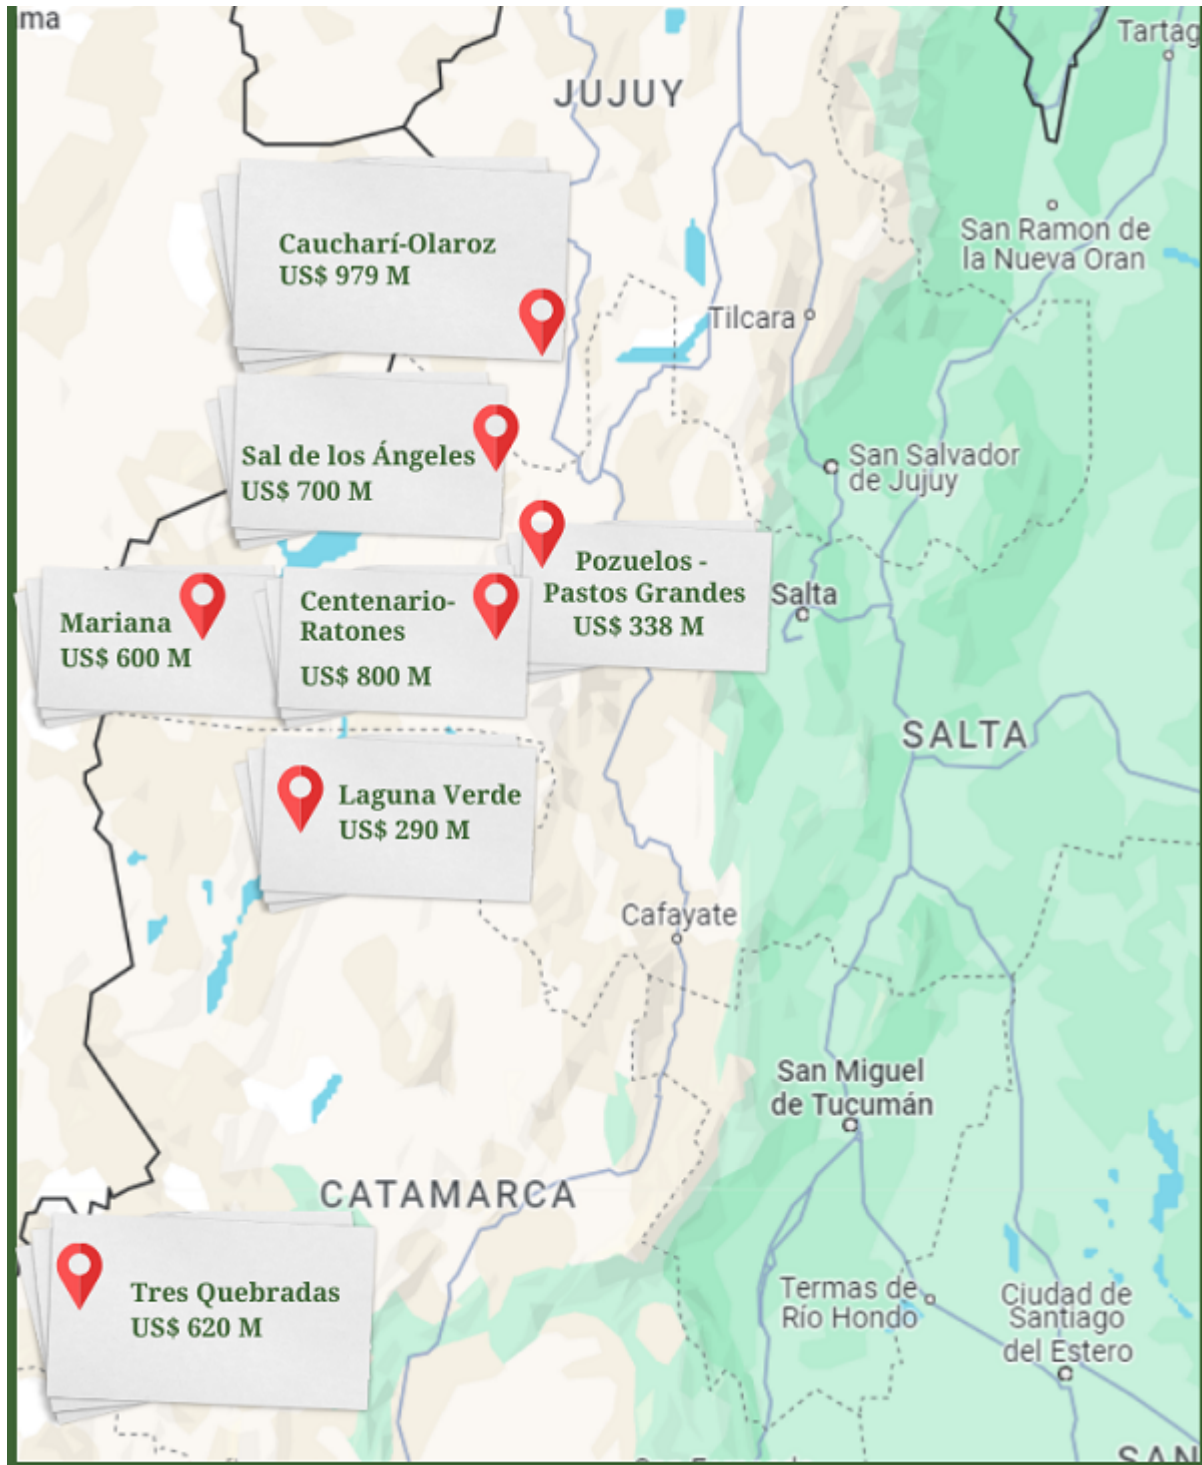 ma
Tartag
JUJUY
San Ramon de
la Nueva Oran
Caucharí-Olaroz
US$ 979 M
Tilcara
Sal de los Ángeles
US$ 700 M
San Salvador
de Jujuy
Pozuelos -
Pastos Grandes
US$ 338 M
Salta
Mariana
US$ 600 M
Centenario-
Ratones
US$ 800 M
SALTA
Laguna Verde
US$ 290 M
Cafayate
San Miguel
de Tucumán
CATAMARCA
Tres Quebradas
US$ 620 M
Termas de
Río Hondo
Ciudad de
Santiago
del Estero
SAN